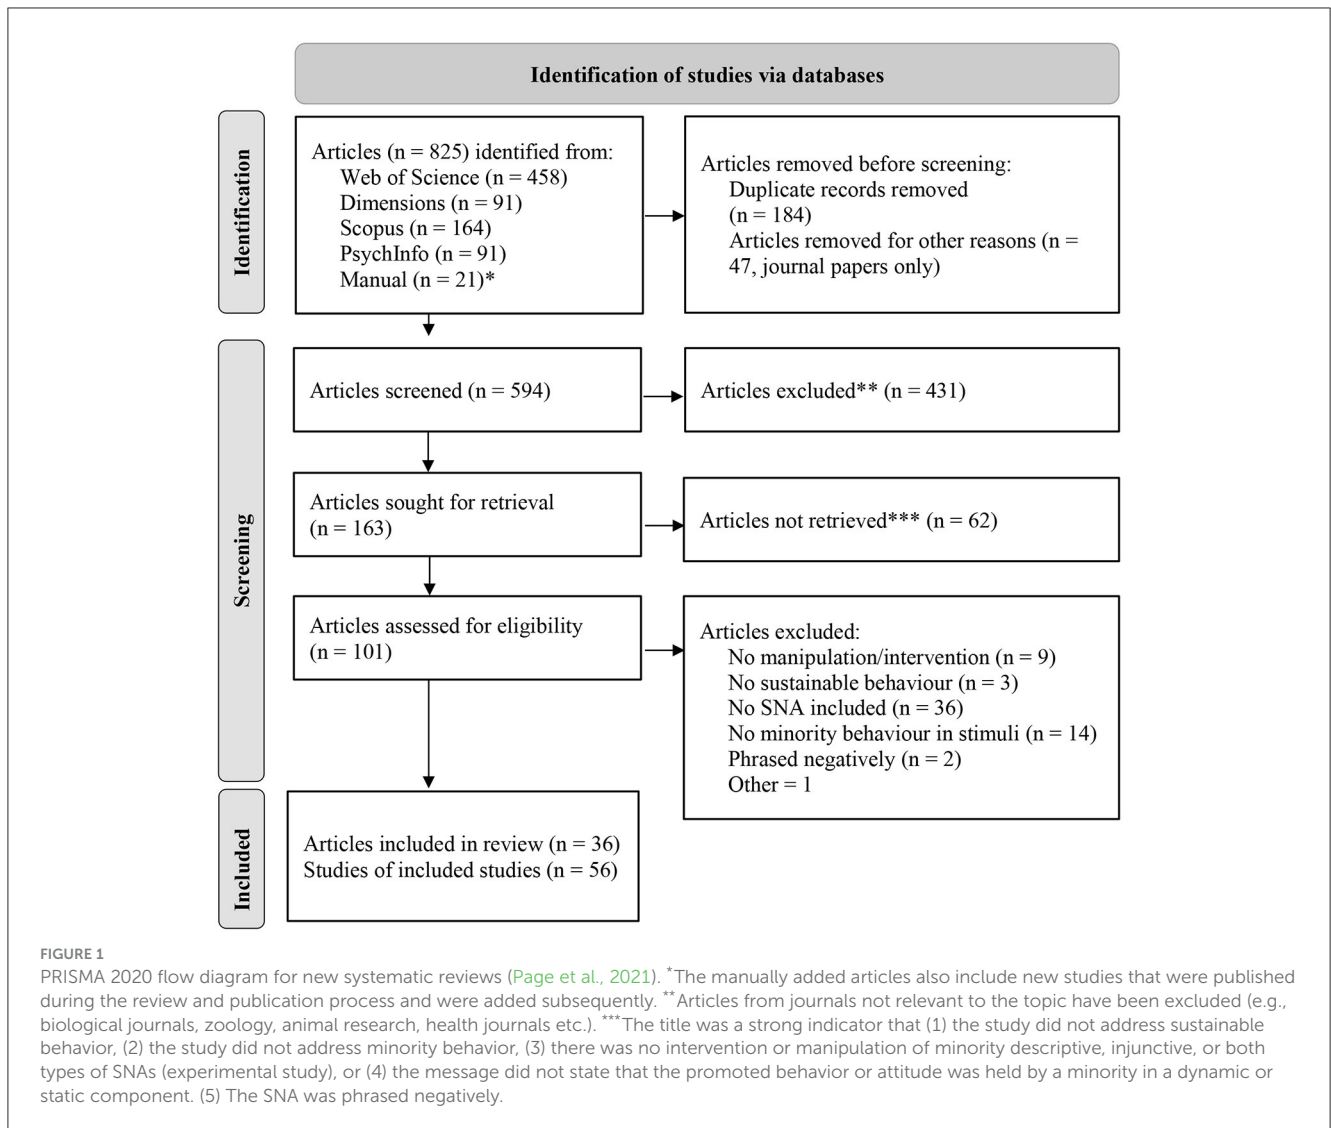 Identification of studies via databases
Identification
Articles (n = 825) identified from:
Web of Science (n = 458)
Dimensions (n = 91)
Scopus (n = 164)
PsychInfo (n = 91)
Manual (n = 21)*
Articles removed before screening:
Duplicate records removed
(n = 184)
Articles removed for other reasons (n =
47, journal papers only)
Screening
Articles screened (n = 594)
Articles excluded** (n = 431)
Articles sought for retrieval
(n = 163)
Articles not retrieved*** (n = 62)
Articles assessed for eligibility
(n = 101)
Articles excluded:
No manipulation/intervention (n = 9)
No sustainable behaviour (n = 3)
No SNA included (n = 36)
No minority behaviour in stimuli (n = 14)
Phrased negatively (n = 2)
Other = 1
Included
Articles included in review (n = 36)
Studies of included studies (n = 56)
FIGURE 1
PRISMA 2020 flow diagram for new systematic reviews (Page et al., 2021). *The manually added articles also include new studies that were published
during the review and publication process and were added subsequently. **Articles from journals not relevant to the topic have been excluded (e.g.,
biological journals, zoology, animal research, health journals etc.). ***The title was a strong indicator that (1) the study did not address sustainable
behavior, (2) the study did not address minority behavior, (3) there was no intervention or manipulation of minority descriptive, injunctive, or both
types of SNAs (experimental study), or (4) the message did not state that the promoted behavior or attitude was held by a minority in a dynamic or
static component. (5) The SNA was phrased negatively.